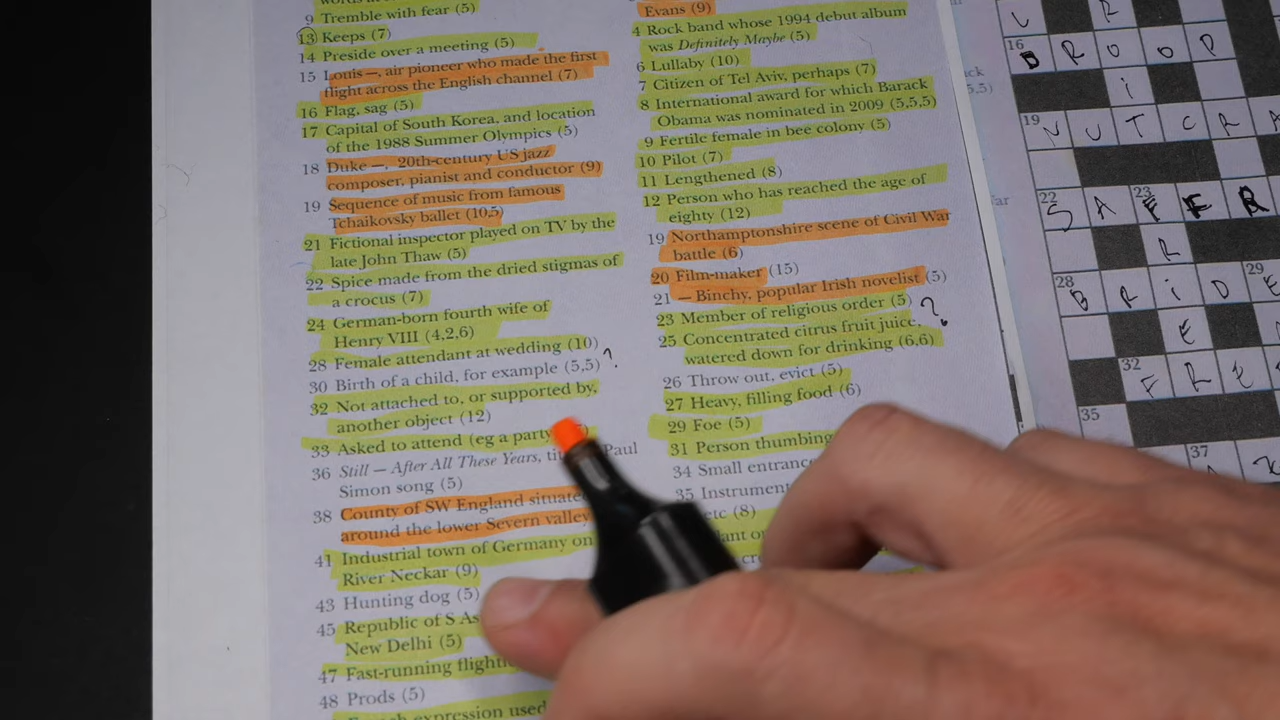 9 Tremble with fear (5)
13 Keeps (7)
14 Preside over a meeting (5)
15 Louis —, air pioneer who made the first
flight across the English channel (7)
16 Flag, sag (5)
17 Capital of South Korea, and location
of the 1988 Summer Olympics (5)
18 Duke —, 20th-century US jazz
composer, pianist and conductor (9)
19 Sequence of music from famous
Tchaikovsky ballet (10,5)
21 Fictional inspector played on TV by the
late John Thaw (5)
22 Spice made from the dried stigmas of
a crocus (7)
24 German-born fourth wife of
Henry VIII (4,2,6)
28 Female attendant at wedding (10)
30 Birth of a child, for example (5,5) ?
32 Not attached to, or supported by,
another object (12)
33 Asked to attend (eg a party
36 Still — After All These Years, Paul
Simon song (5)
38 County of SW England
around the lower Severn valley
41 Industrial town of Germany on
River Neckar (9)
43 Hunting dog (5)
45 Republic of S
New Delhi (5)
47 Fast-running
48 Prods (5)
expression used
Evans (9)
4 Rock band whose 1994 debut album
was Definitely Maybe (5)
6 Lullaby (10)
7 Citizen of Tel Aviv, perhaps (7)
8 International award for which Barack
Obama was nominated in 2009 (5,5,5)
9 Fertile female in bee colony (5)
10 Pilot (7)
11 Lengthened (8)
12 Person who has reached the age of
eighty (12)
19 Northamptonshire scene of Civil War
battle (6)
20 Film-maker (15)
21 — Binchy, popular Irish novelist (5)
23 Member of religious order (5) ?
25 Concentrated citrus fruit juice,
watered down for drinking (6,6)
26 Throw out, evict (5)
27 Heavy, filling food (6)
29 Foe (5)
31 Person thumbing
34 Small entrance
35 Instrument
etc (8)
R
16 D R O O P
i
19 N U T C R A
22 S A 23 F F R
R
28 B R i D 29 E
E
32 F R E E
35
37